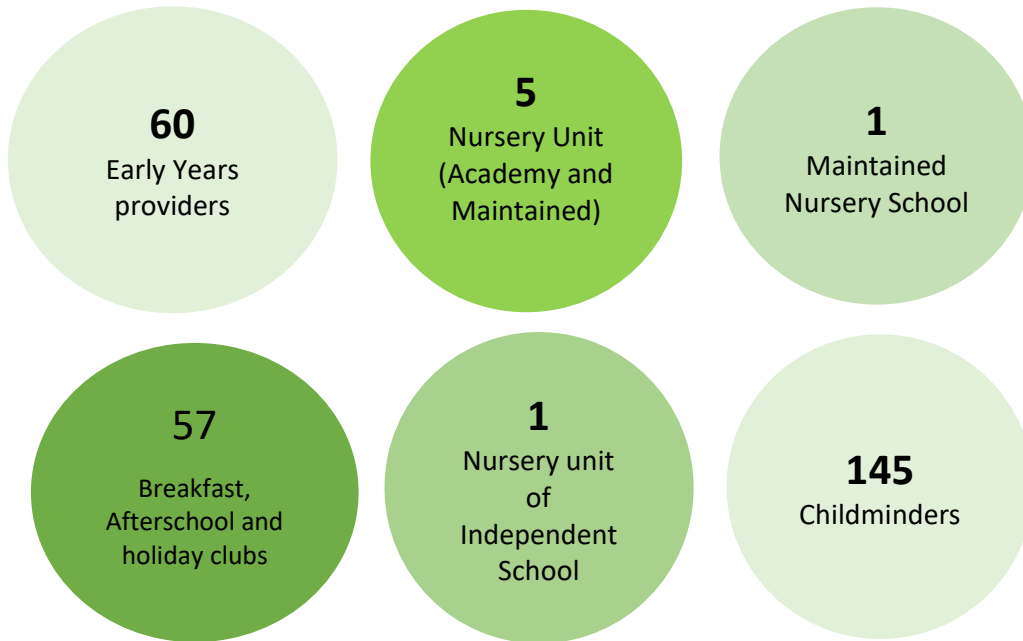 60
Early Years
providers
5
Nursery Unit
(Academy and
Maintained)
1
Maintained
Nursery School
57
Breakfast,
Afterschool and
holiday clubs
1
Nursery unit
of
Independent
School
145
Childminders